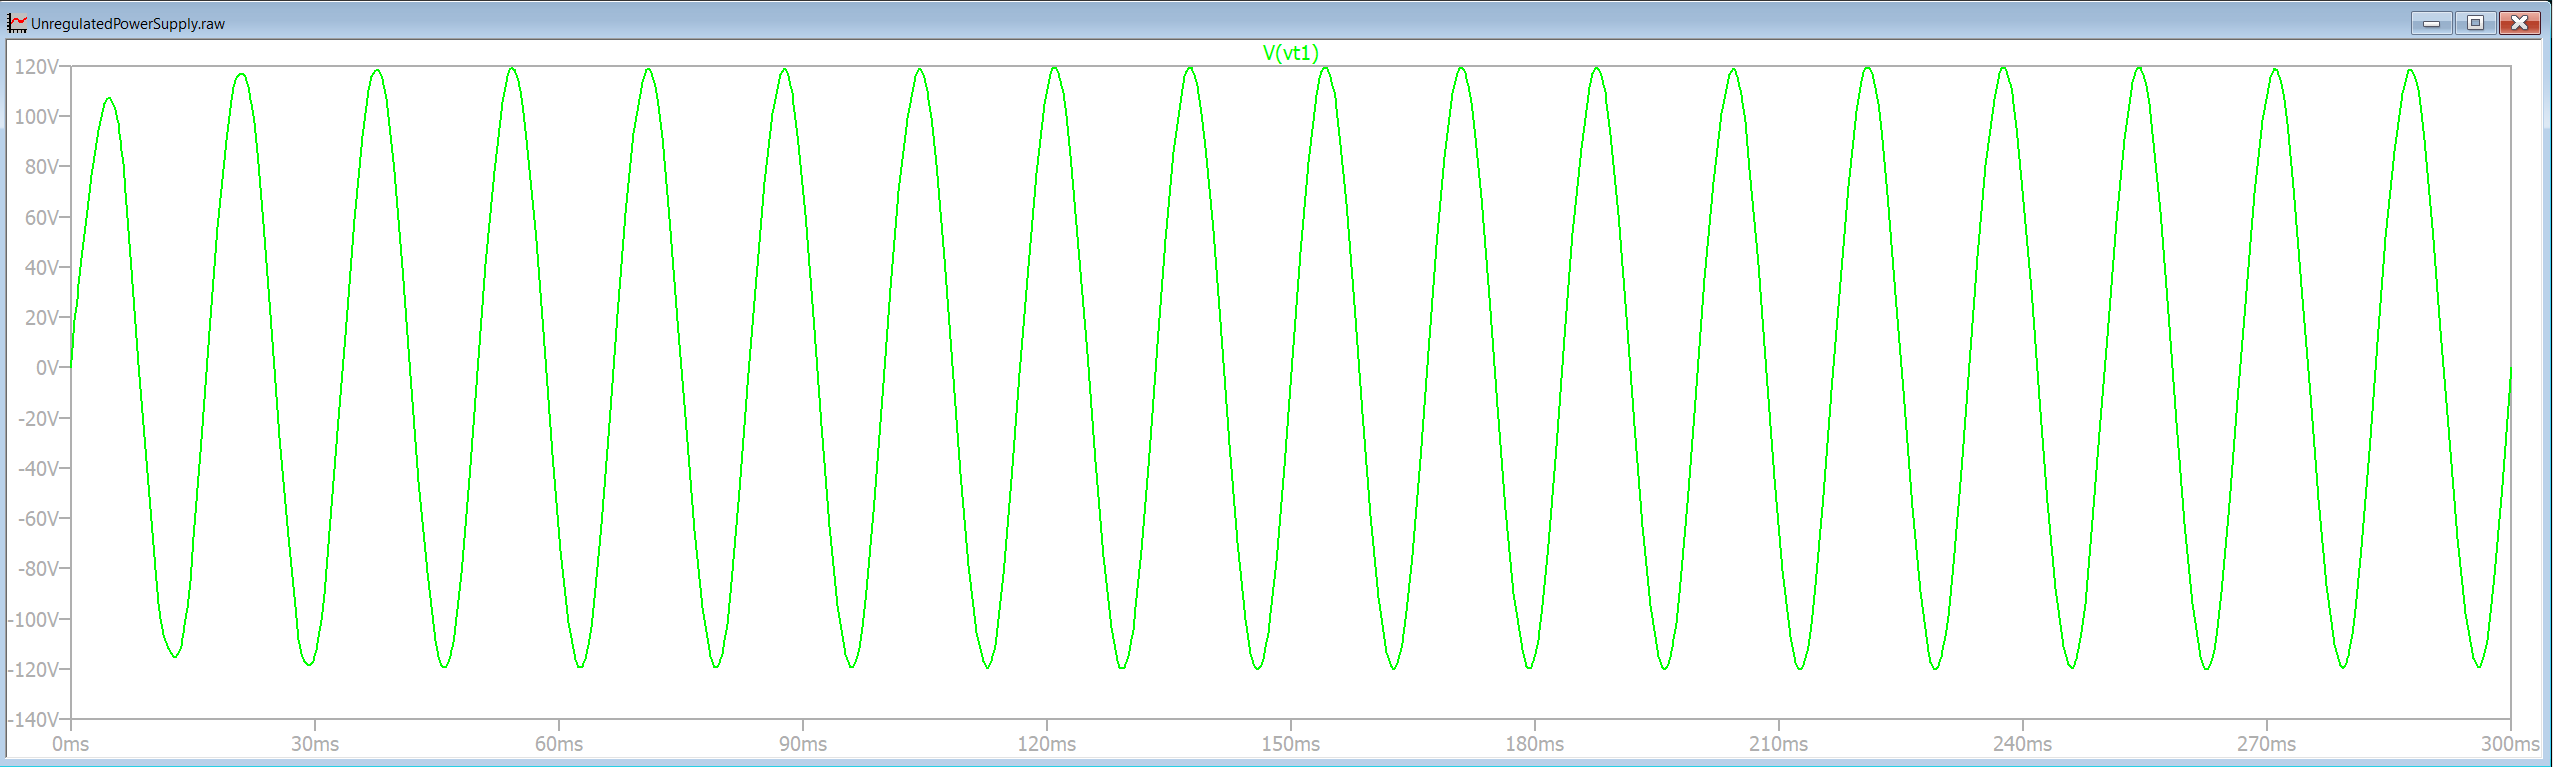 UnregulatedPowerSupply.raw
V(vt1)
120V
100V
80V
60V
40V
20V
0V
-20V
-40V
-60V
-80V
-100V
-120V
-140V
0ms 30ms 60ms 90ms 120ms 150ms 180ms 210ms 240ms 270ms 300ms